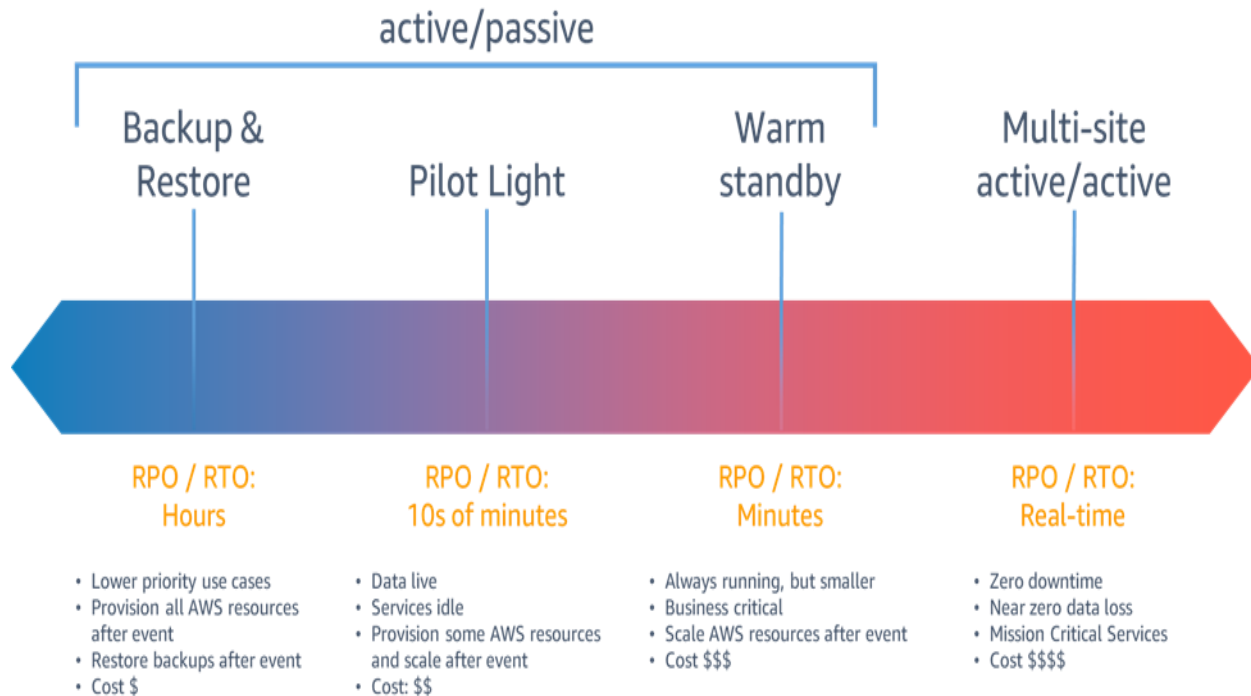 active/passive
Backup &
Restore
Pilot Light
Warm
standby
Multi-site
active/active
RPO / RTO:
Hours
RPO / RTO:
10s of minutes
RPO / RTO:
Minutes
RPO / RTO:
Real-time
• Lower priority use cases
• Provision all AWS resources
after event
• Restore backups after event
• Cost $
• Data live
• Services idle
• Provision some AWS resources
and scale after event
• Cost: $$
• Always running, but smaller
• Business critical
• Scale AWS resources after event
• Cost $$$
• Zero downtime
• Near zero data loss
• Mission Critical Services
• Cost $$$$